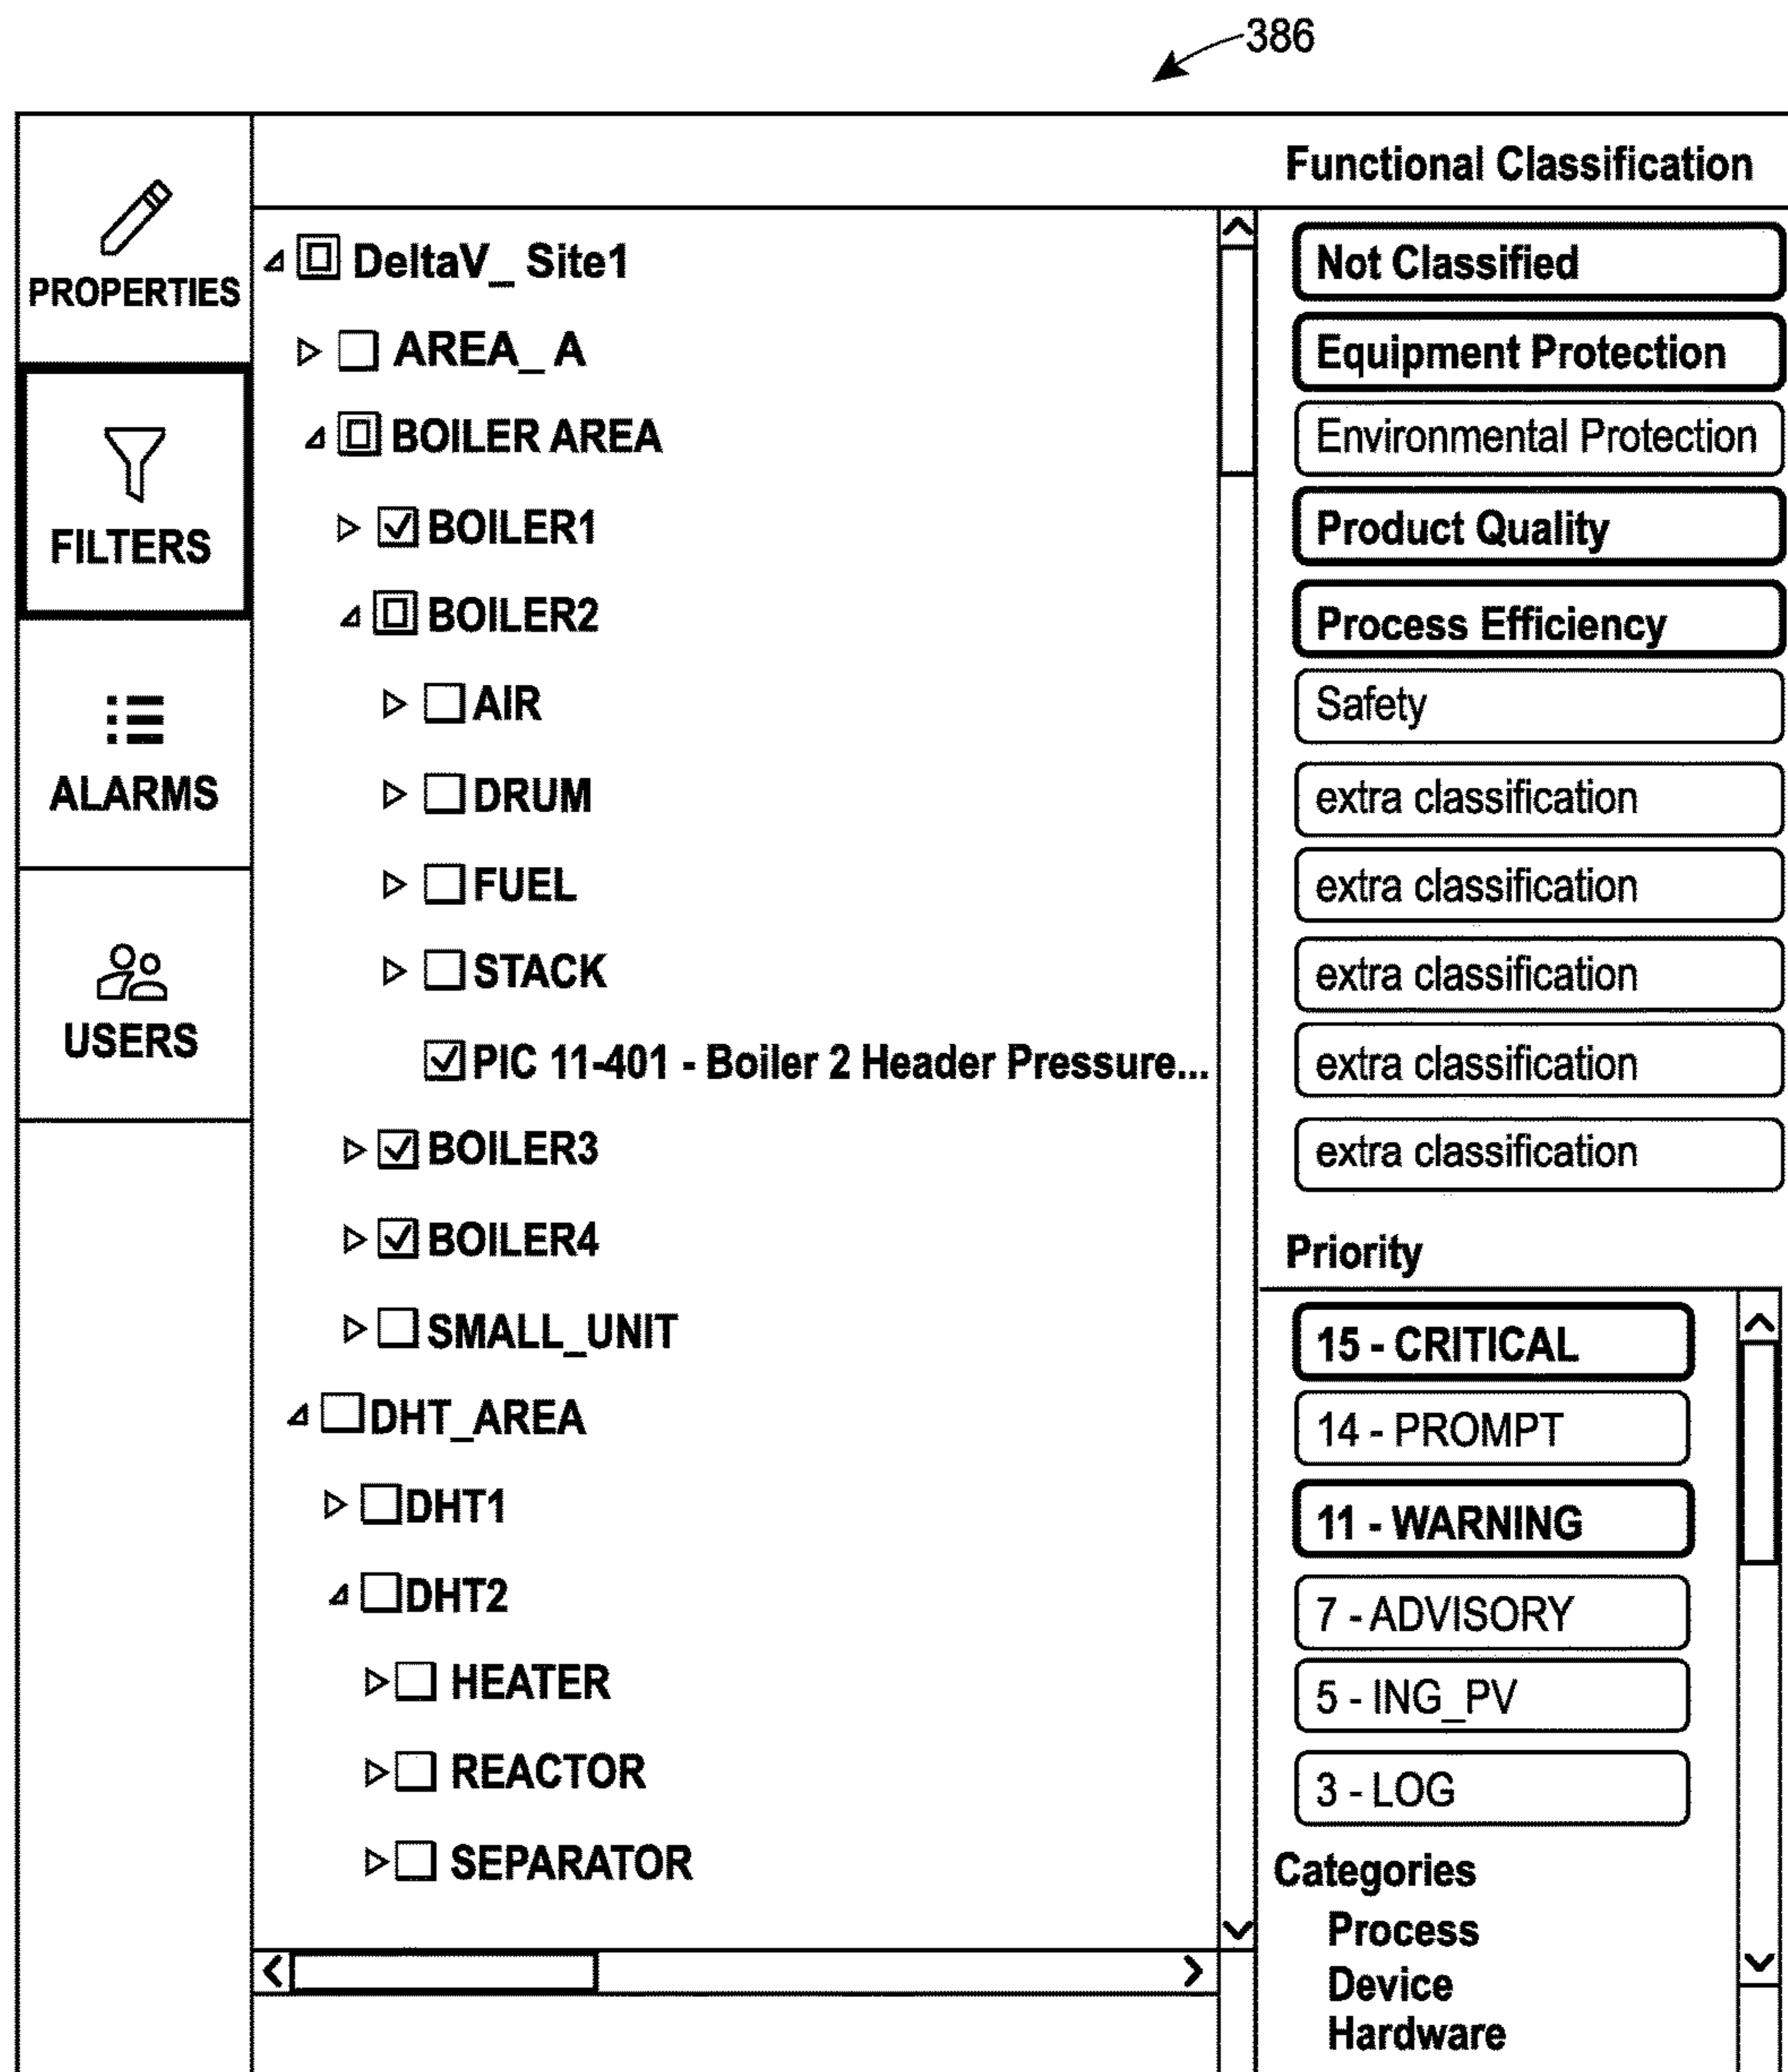 386
PROPERTIES
FILTERS
ALARMS
USERS
DeltaV_ Site1
AREA_ A
BOILER AREA
BOILER1
BOILER2
AIR
DRUM
FUEL
STACK
PIC 11-401 - Boiler 2 Header Pressure...
BOILER3
BOILER4
SMALL_UNIT
DHT_AREA
DHT1
DHT2
HEATER
REACTOR
SEPARATOR
Functional Classification
Not Classified
Equipment Protection
Environmental Protection
Product Quality
Process Efficiency
Safety
extra classification
extra classification
extra classification
extra classification
extra classification
Priority
15 - CRITICAL
14 - PROMPT
11 - WARNING
7 - ADVISORY
5 - ING_PV
3 - LOG
Categories
Process
Device
Hardware